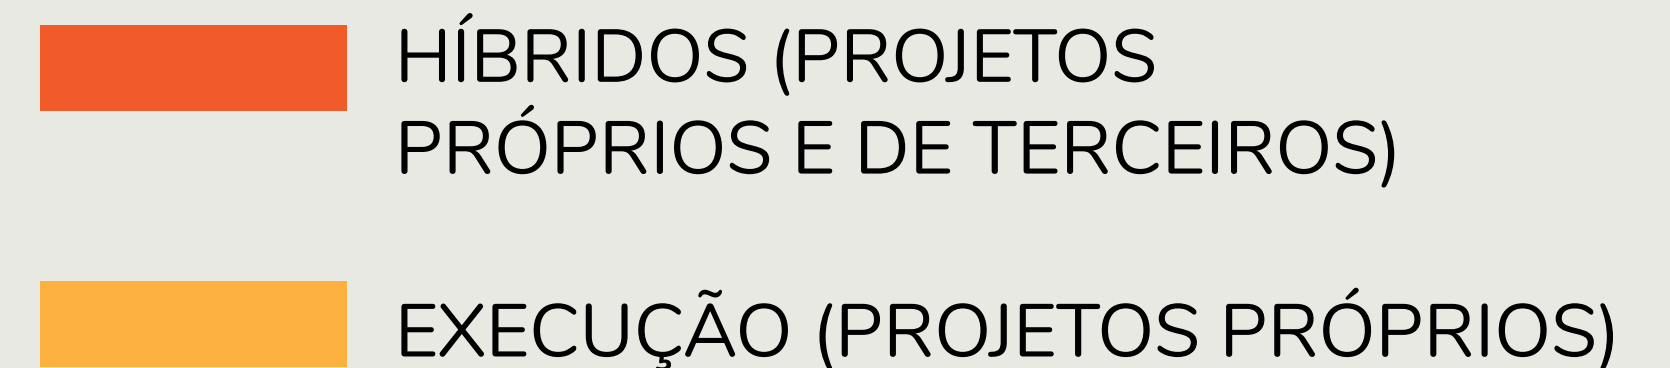 HÍBRIDOS (PROJETOS
PRÓPRIOS E DE TERCEIROS)
EXECUÇÃO (PROJETOS PRÓPRIOS)